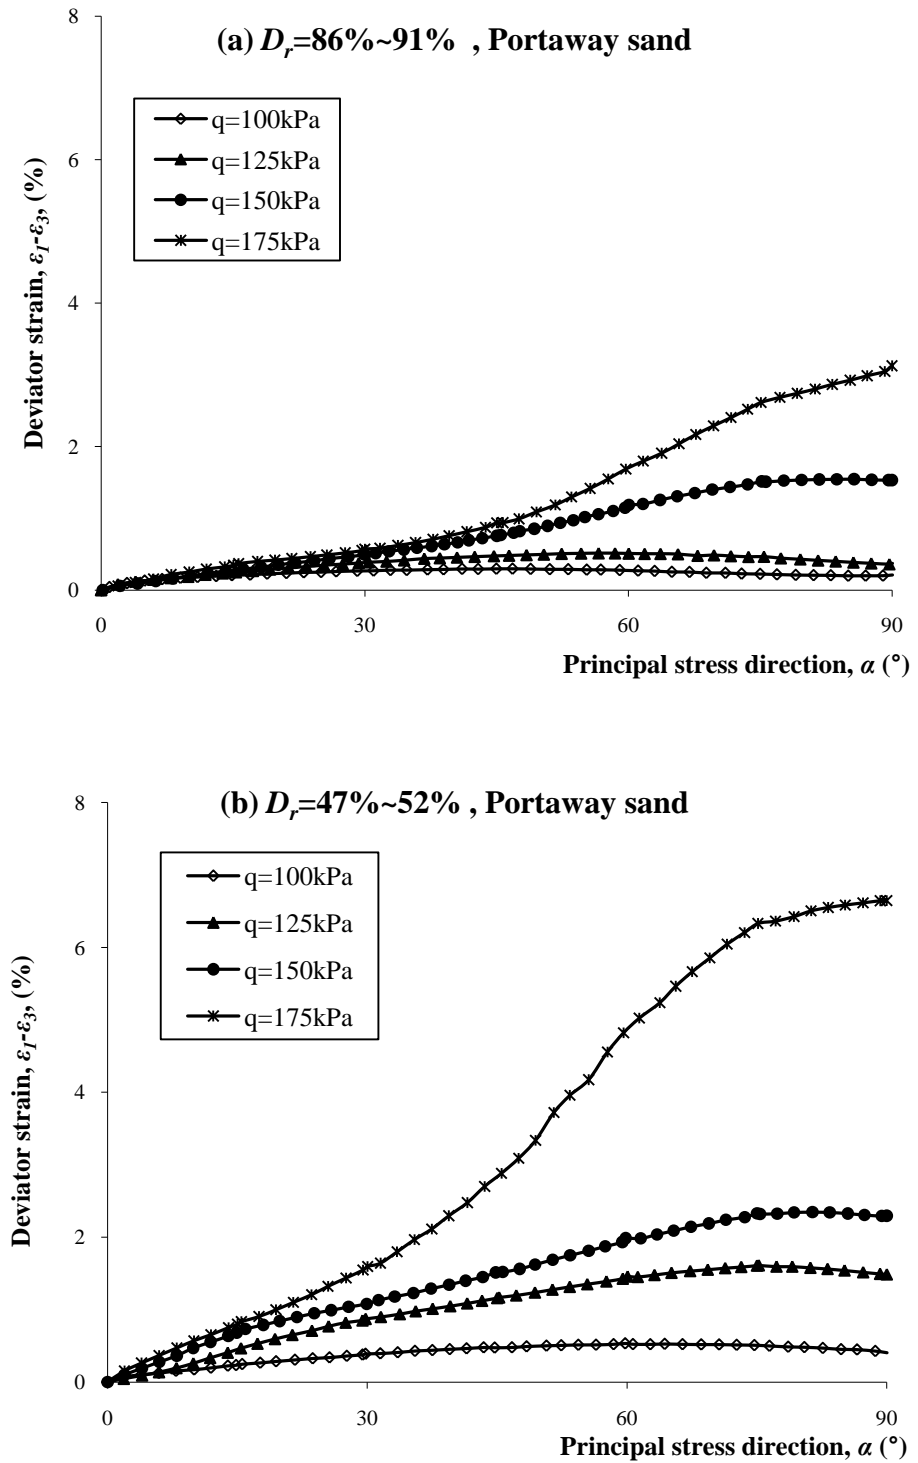 (a) Dr=86%~91% , Portaway sand
8
6
4
2
0
Deviator strain, ε1-ε3, (%)
q=100kPa
q=125kPa
q=150kPa
q=175kPa
0 30 60 90
Principal stress direction, α (°)
(b) Dr=47%~52% , Portaway sand
8
6
4
2
0
Deviator strain, ε1-ε3, (%)
q=100kPa
q=125kPa
q=150kPa
q=175kPa
0 30 60 90
Principal stress direction, α (°)